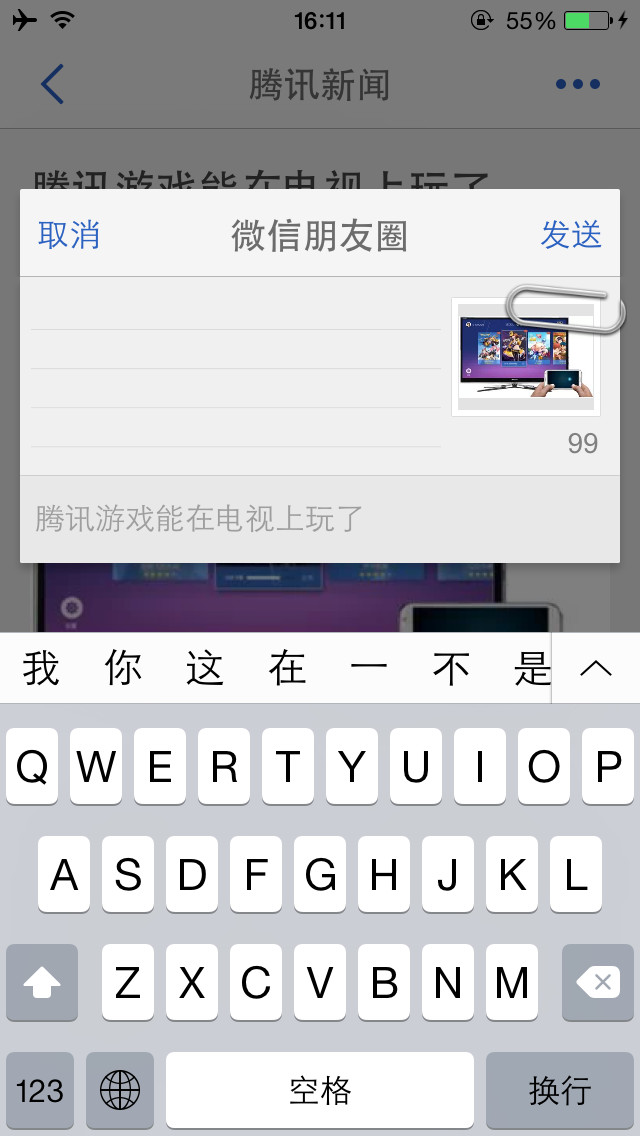 16:11 55%
腾讯新闻
腾讯游戏能在电视上玩了
取消 微信朋友圈 发送
99
腾讯游戏能在电视上玩了
我 你 这 在 一 不 是
Q W E R T Y U I O P
A S D F G H J K L
Z X C V B N M
123 空格 换行